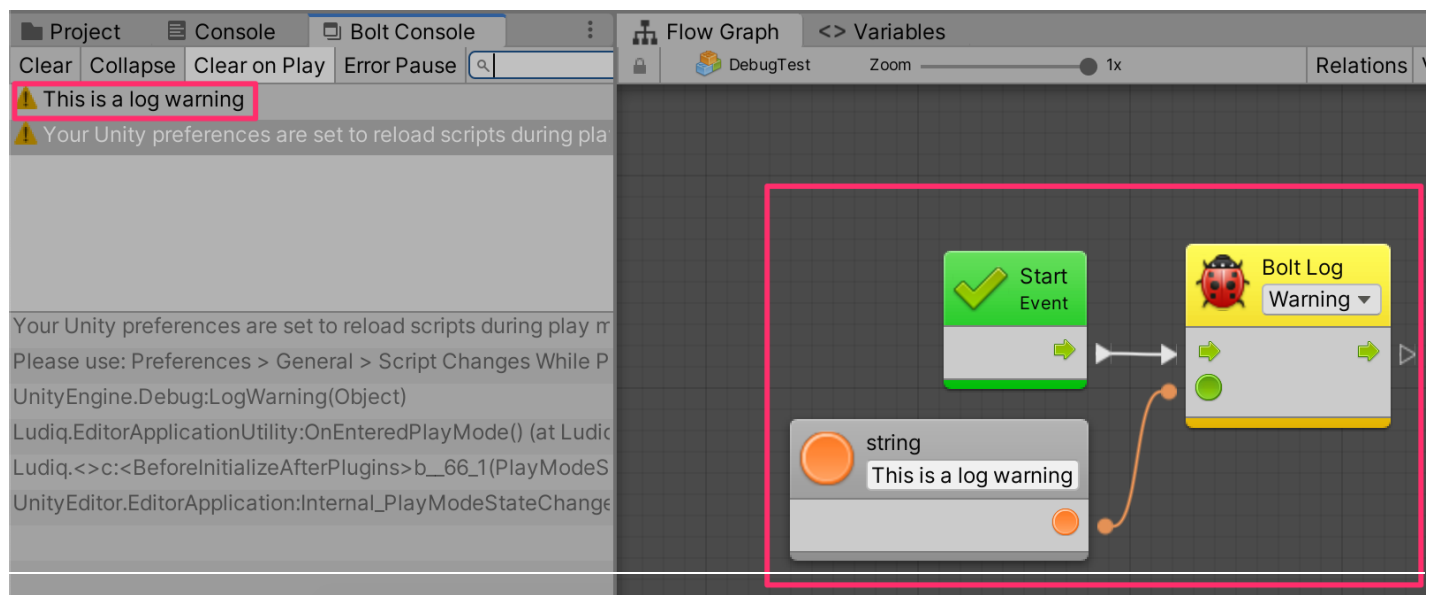 Project
Console
Bolt Console
Clear
Collapse
Clear on Play
Error Pause
This is a log warning
Your Unity preferences are set to reload scripts during pla
Your Unity preferences are set to reload scripts during play m
Please use: Preferences > General > Script Changes While P
UnityEngine.Debug:LogWarning(Object)
Ludiq.EditorApplicationUtility:OnEnteredPlayMode() (at Ludic
Ludiq.<>c:<BeforeInitializeAfterPlugins>b__66_1(PlayModeS
UnityEditor.EditorApplication:Internal_PlayModeStateChange
Flow Graph
<> Variables
DebugTest
Zoom
1x
Relations
Start
Event
Bolt Log
Warning
string
This is a log warning